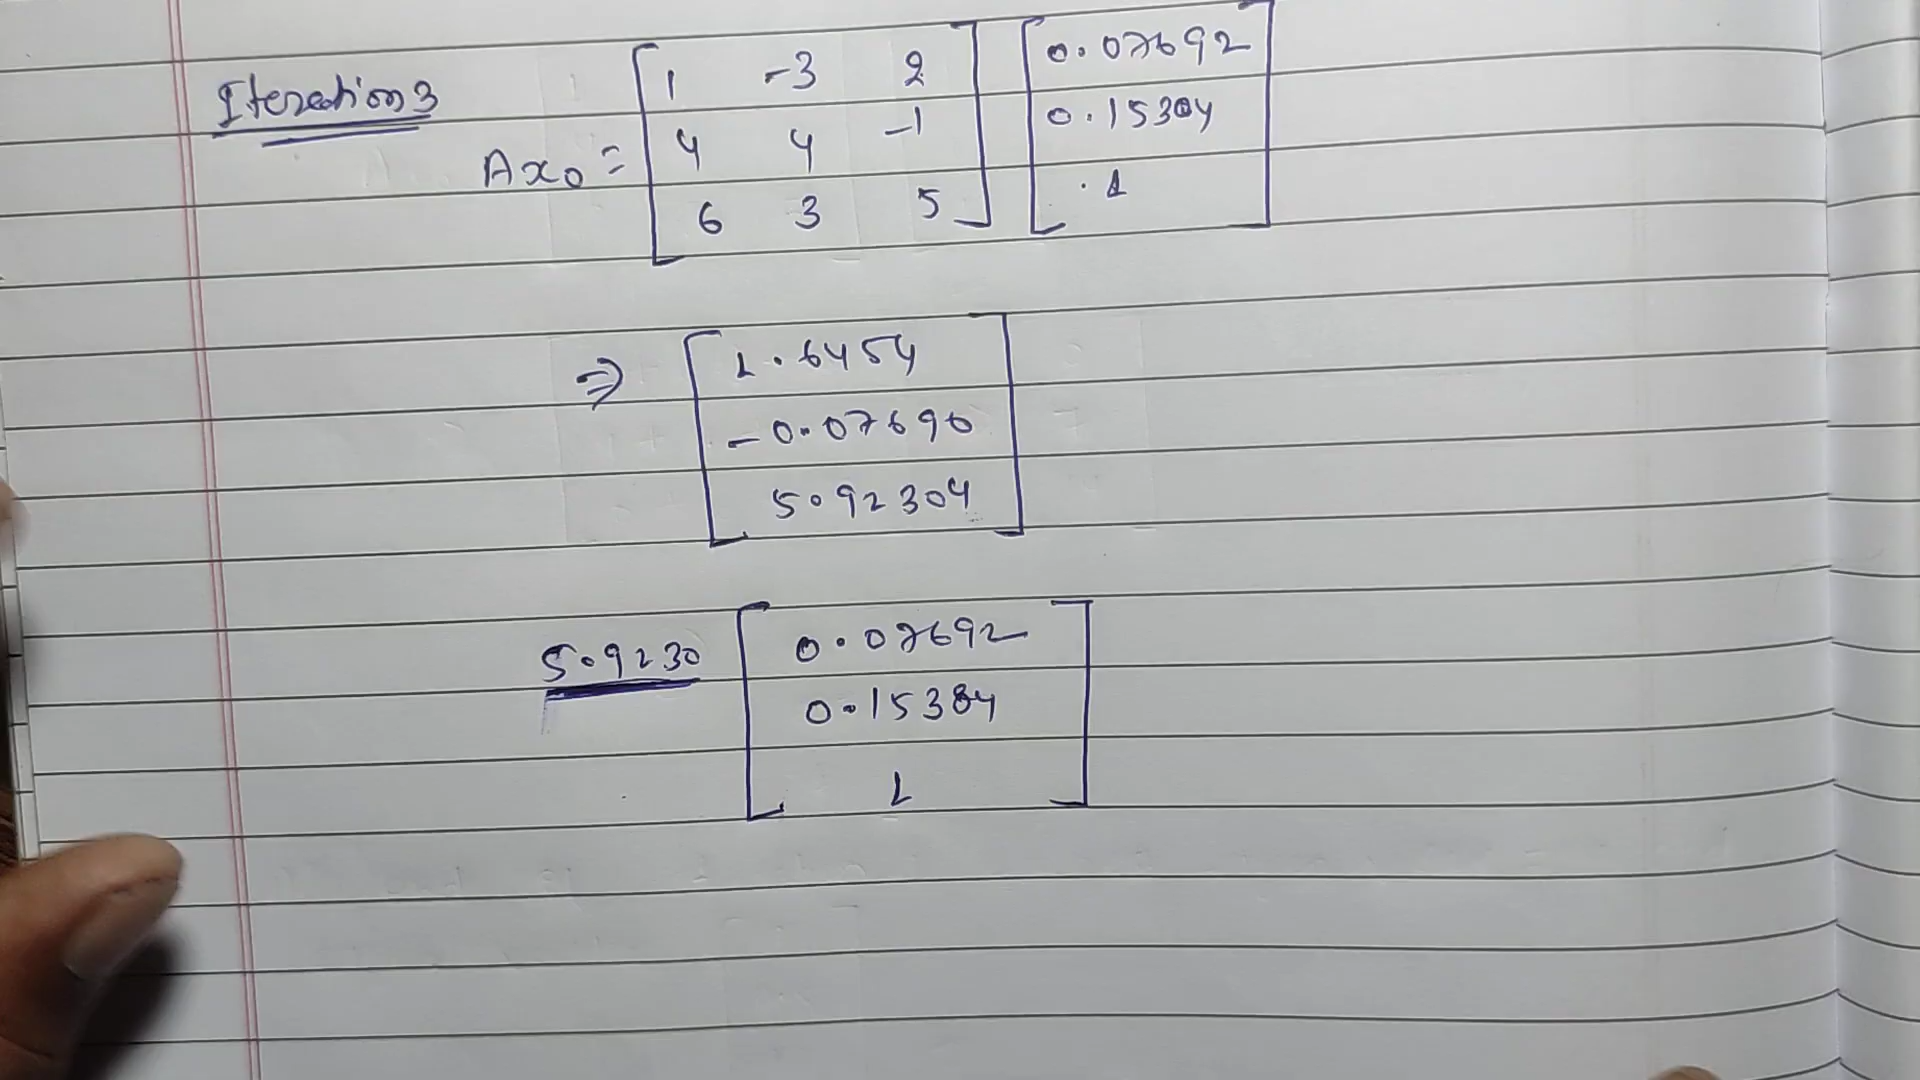 Iteration 3
Ax0 = [ 1 -3 2 ] [ 0.07692 ]
[ 4 4 -1 ] [ 0.15384 ]
[ 6 3 5 ] [ .1 ]
⇒ [ 1.6454 ]
[ -0.07696 ]
[ 5.92304 ]
5.9230 [ 0.07692 ]
[ 0.15384 ]
[ 1 ]